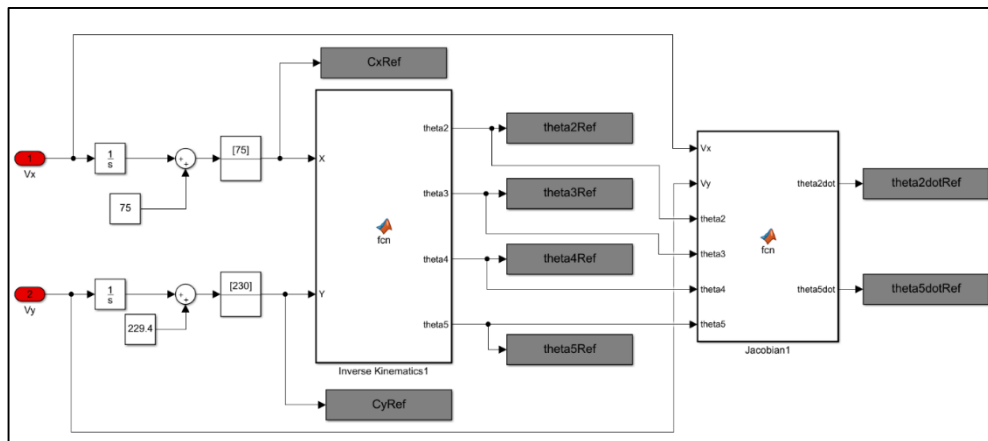 CxRef
1
Vx
1
s
+
+
75
[75]
X
Y
theta2
theta3
theta4
theta5
fcn
Inverse Kinematics1
2
Vy
1
s
+
+
229.4
[230]
CyRef
theta2Ref
theta3Ref
theta4Ref
theta5Ref
Vx
Vy
theta2
theta3
theta4
theta5
fcn
theta2dot
theta5dot
Jacobian1
theta2dotRef
theta5dotRef